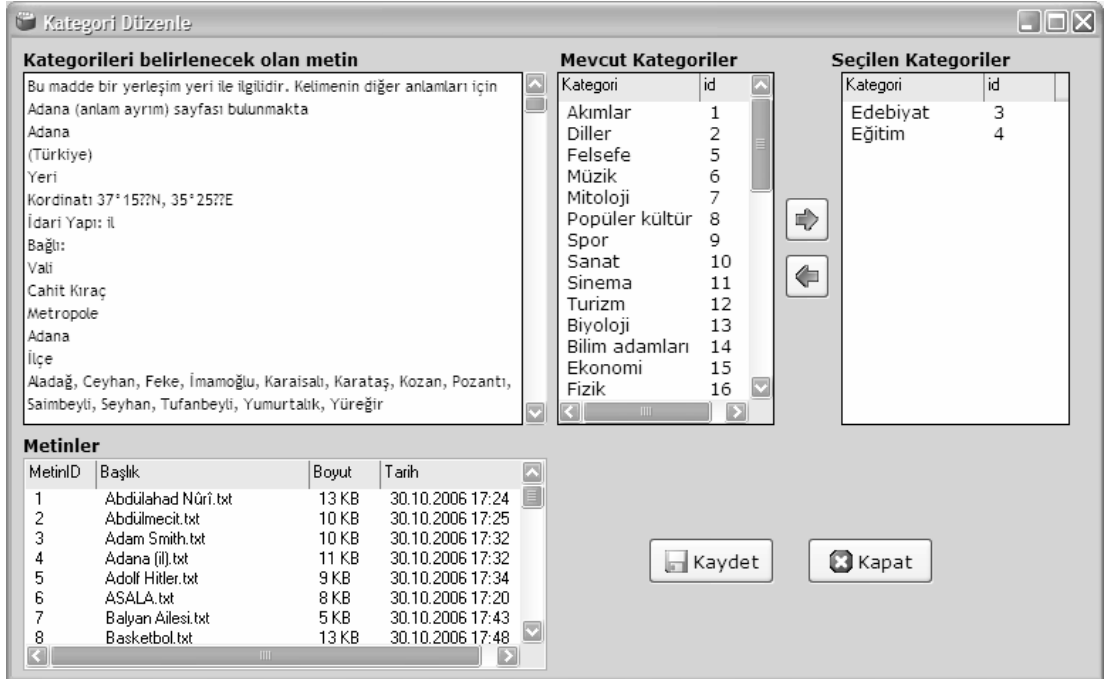 Kategori Düzenle
Kategorileri belirlenecek olan metin
Bu madde bir yerleşim yeri ile ilgilidir. Kelimenin diğer anlamları için
Adana (anlam ayrım) sayfası bulunmakta
Adana
(Türkiye)
Yeri
Kordinatı 37°15??N, 35°25??E
İdari Yapı: il
Bağlı:
Vali
Cahit Kıraç
Metropole
Adana
İlçe
Aladağ, Ceyhan, Feke, İmamoğlu, Karaisalı, Karataş, Kozan, Pozantı,
Saimbeyli, Seyhan, Tufanbeyli, Yumurtalık, Yüreğir
Mevcut Kategoriler
Kategori id
Akımlar 1
Diller 2
Felsefe 5
Müzik 6
Mitoloji 7
Popüler kültür 8
Spor 9
Sanat 10
Sinema 11
Turizm 12
Biyoloji 13
Bilim adamları 14
Ekonomi 15
Fizik 16
Seçilen Kategoriler
Kategori id
Edebiyat 3
Eğitim 4
Metinler
MetinID Başlık Boyut Tarih
1 Abdülahad Nûrî.txt 13 KB 30.10.2006 17:24
2 Abdülmecit.txt 10 KB 30.10.2006 17:25
3 Adam Smith.txt 10 KB 30.10.2006 17:32
4 Adana (il).txt 11 KB 30.10.2006 17:32
5 Adolf Hitler.txt 9 KB 30.10.2006 17:34
6 ASALA.txt 8 KB 30.10.2006 17:20
7 Balyan Ailesi.txt 5 KB 30.10.2006 17:43
8 Basketbol.txt 13 KB 30.10.2006 17:48
Kaydet
Kapat